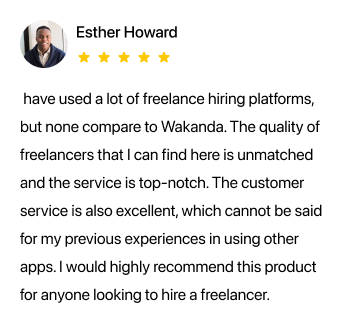 Esther Howard
have used a lot of freelance hiring platforms,
but none compare to Wakanda. The quality of
freelancers that I can find here is unmatched
and the service is top-notch. The customer
service is also excellent, which cannot be said
for my previous experiences in using other
apps. I would highly recommend this product
for anyone looking to hire a freelancer.